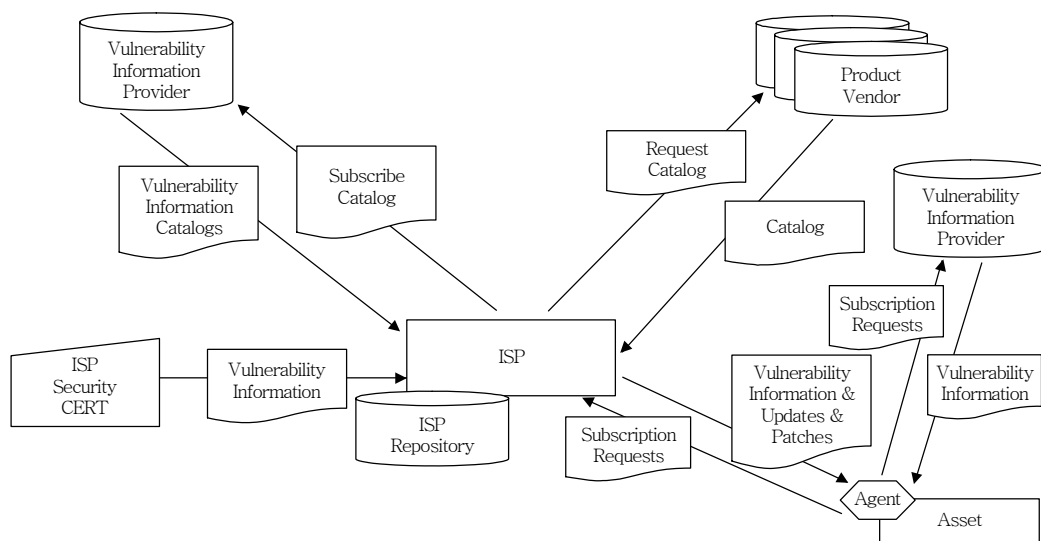 Vulnerability
Information
Provider
Product
Vendor
Vulnerability
Information
Catalogs
Subscribe
Catalog
Request
Catalog
Catalog
Vulnerability
Information
Provider
Subscription
Requests
ISP
Security
CERT
Vulnerability
Information
ISP
ISP
Repository
Subscription
Requests
Vulnerability
Information &
Updates &
Patches
Vulnerability
Information
Agent
Asset